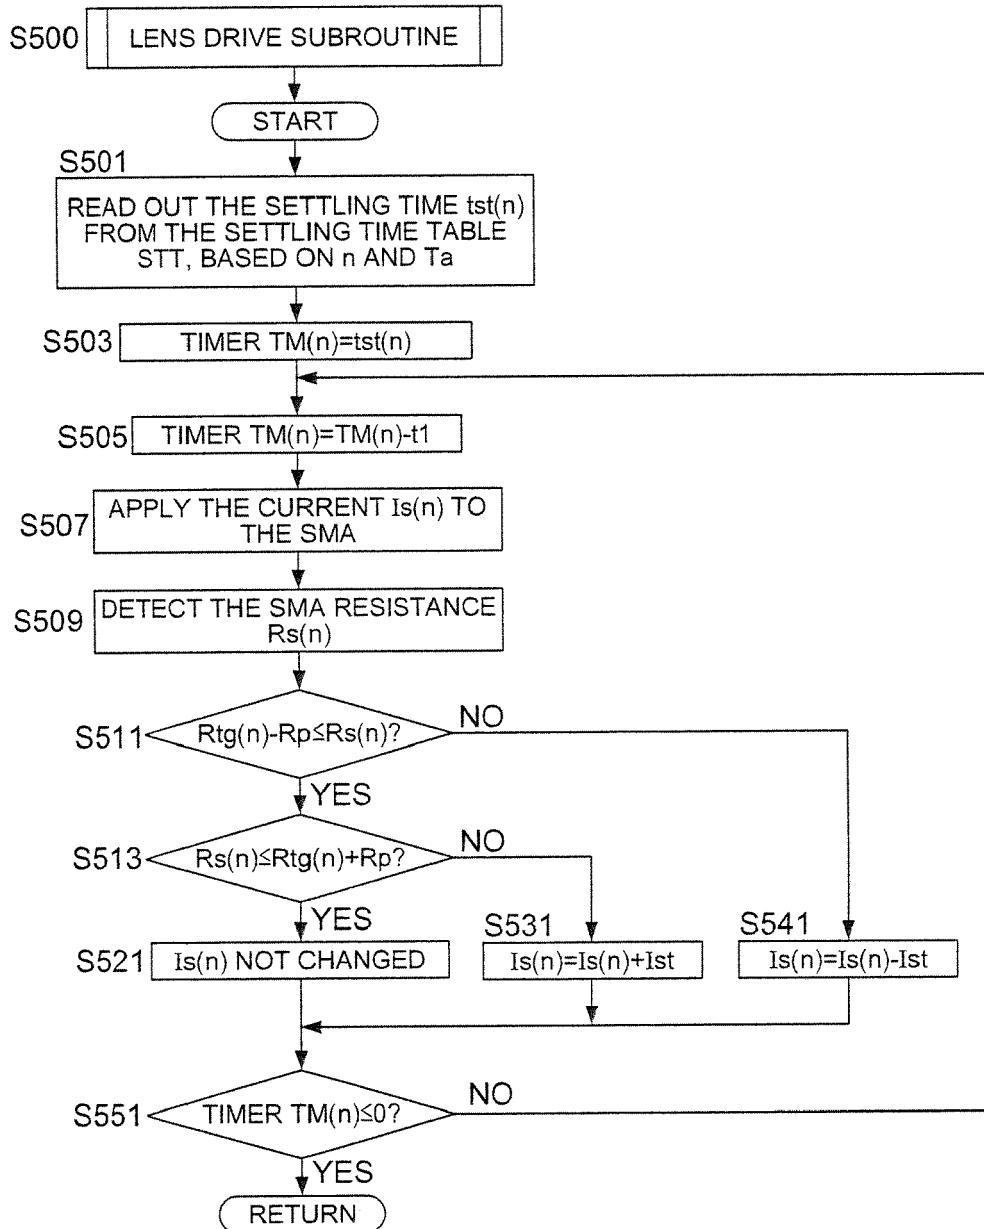 S500
LENS DRIVE SUBROUTINE
START
S501
READ OUT THE SETTLING TIME tst(n)
FROM THE SETTLING TIME TABLE
STT, BASED ON n AND Ta
S503
TIMER TM(n)=tst(n)
S505
TIMER TM(n)=TM(n)-t1
S507
APPLY THE CURRENT Is(n) TO
THE SMA
S509
DETECT THE SMA RESISTANCE
Rs(n)
S511
Rtg(n)-Rp≤Rs(n)?
NO
YES
S513
Rs(n)≤Rtg(n)+Rp?
NO
YES
S521
Is(n) NOT CHANGED
S531
Is(n)=Is(n)+Ist
S541
Is(n)=Is(n)-Ist
S551
TIMER TM(n)≤0?
NO
YES
RETURN